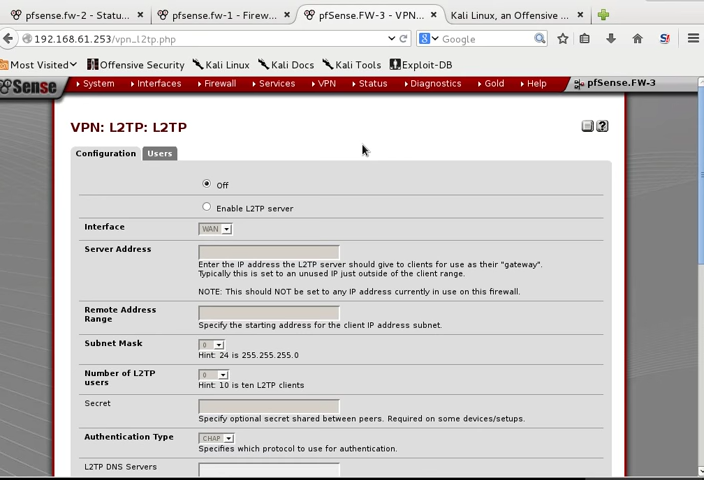 pfsense.fw-2 - Statu...
pfsense.fw-1 - Firew...
pfSense.FW-3 - VPN...
Kali Linux, an Offensive ...
192.168.61.253/vpn_l2tp.php
Google
Most Visited
Offensive Security
Kali Linux
Kali Docs
Kali Tools
Exploit-DB
Sense
System
Interfaces
Firewall
Services
VPN
Status
Diagnostics
Gold
Help
pfSense.FW-3
VPN: L2TP: L2TP
Configuration
Users
Off
Enable L2TP server
Interface
WAN
Server Address
Enter the IP address the L2TP server should give to clients for use as their "gateway".
Typically this is set to an unused IP just outside of the client range.
NOTE: This should NOT be set to any IP address currently in use on this firewall.
Remote Address
Range
Specify the starting address for the client IP address subnet.
Subnet Mask
0
Hint: 24 is 255.255.255.0
Number of L2TP
users
0
Hint: 10 is ten L2TP clients
Secret
Specify optional secret shared between peers. Required on some devices/setups.
Authentication Type
CHAP
Specifies which protocol to use for authentication.
L2TP DNS Servers